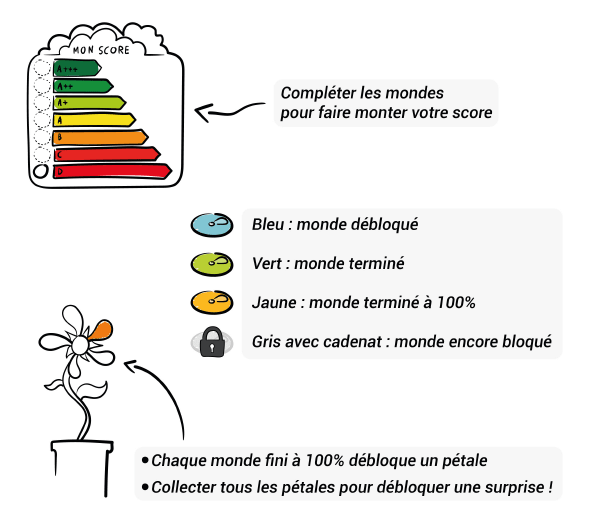 MON SCORE
A+++
A++
A+
A
B
C
D
Compléter les mondes
pour faire monter votre score
Bleu : monde débloqué
Vert : monde terminé
Jaune : monde terminé à 100%
Gris avec cadenat : monde encore bloqué
•Chaque monde fini à 100% débloque un pétale
•Collecter tous les pétales pour débloquer une surprise !